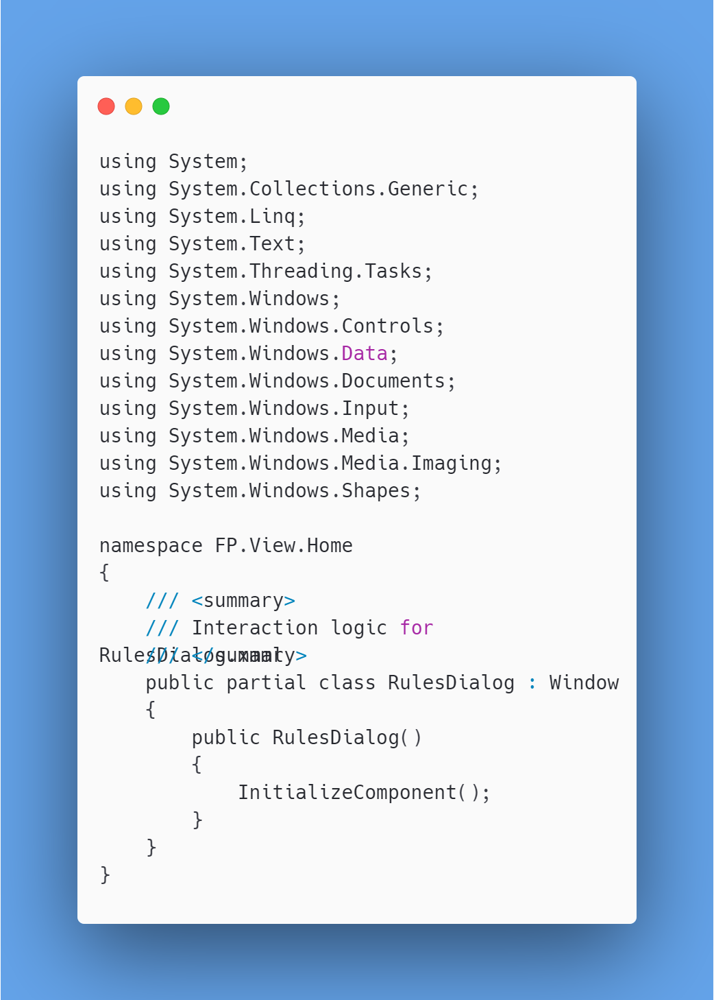 using System;
using System.Collections.Generic;
using System.Linq;
using System.Text;
using System.Threading.Tasks;
using System.Windows;
using System.Windows.Controls;
using System.Windows.Data;
using System.Windows.Documents;
using System.Windows.Input;
using System.Windows.Media;
using System.Windows.Media.Imaging;
using System.Windows.Shapes;

namespace FP.View.Home
{
    /// <summary>
    /// Interaction logic for
RulesDialog.xaml
    /// </summary>
    public partial class RulesDialog : Window
    {
        public RulesDialog()
        {
            InitializeComponent();
        }
    }
}